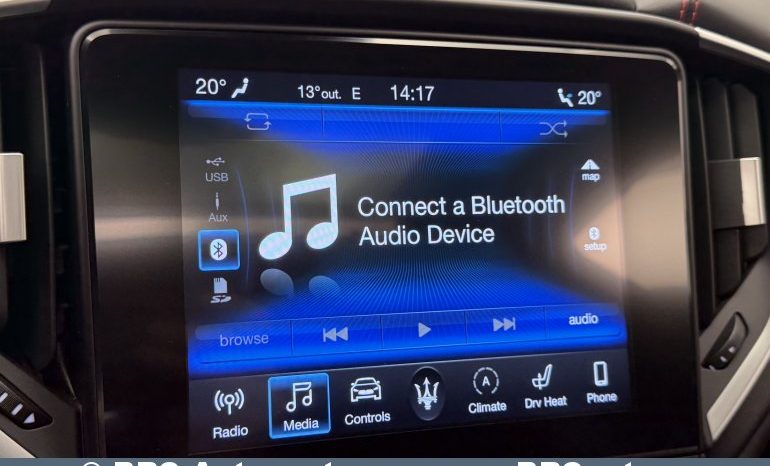 20° 13° out. E 14:17 20°
USB
map
Aux
Connect a Bluetooth
Audio Device
setup
browse
audio
Radio Media Controls Climate Drv Heat Phone
A